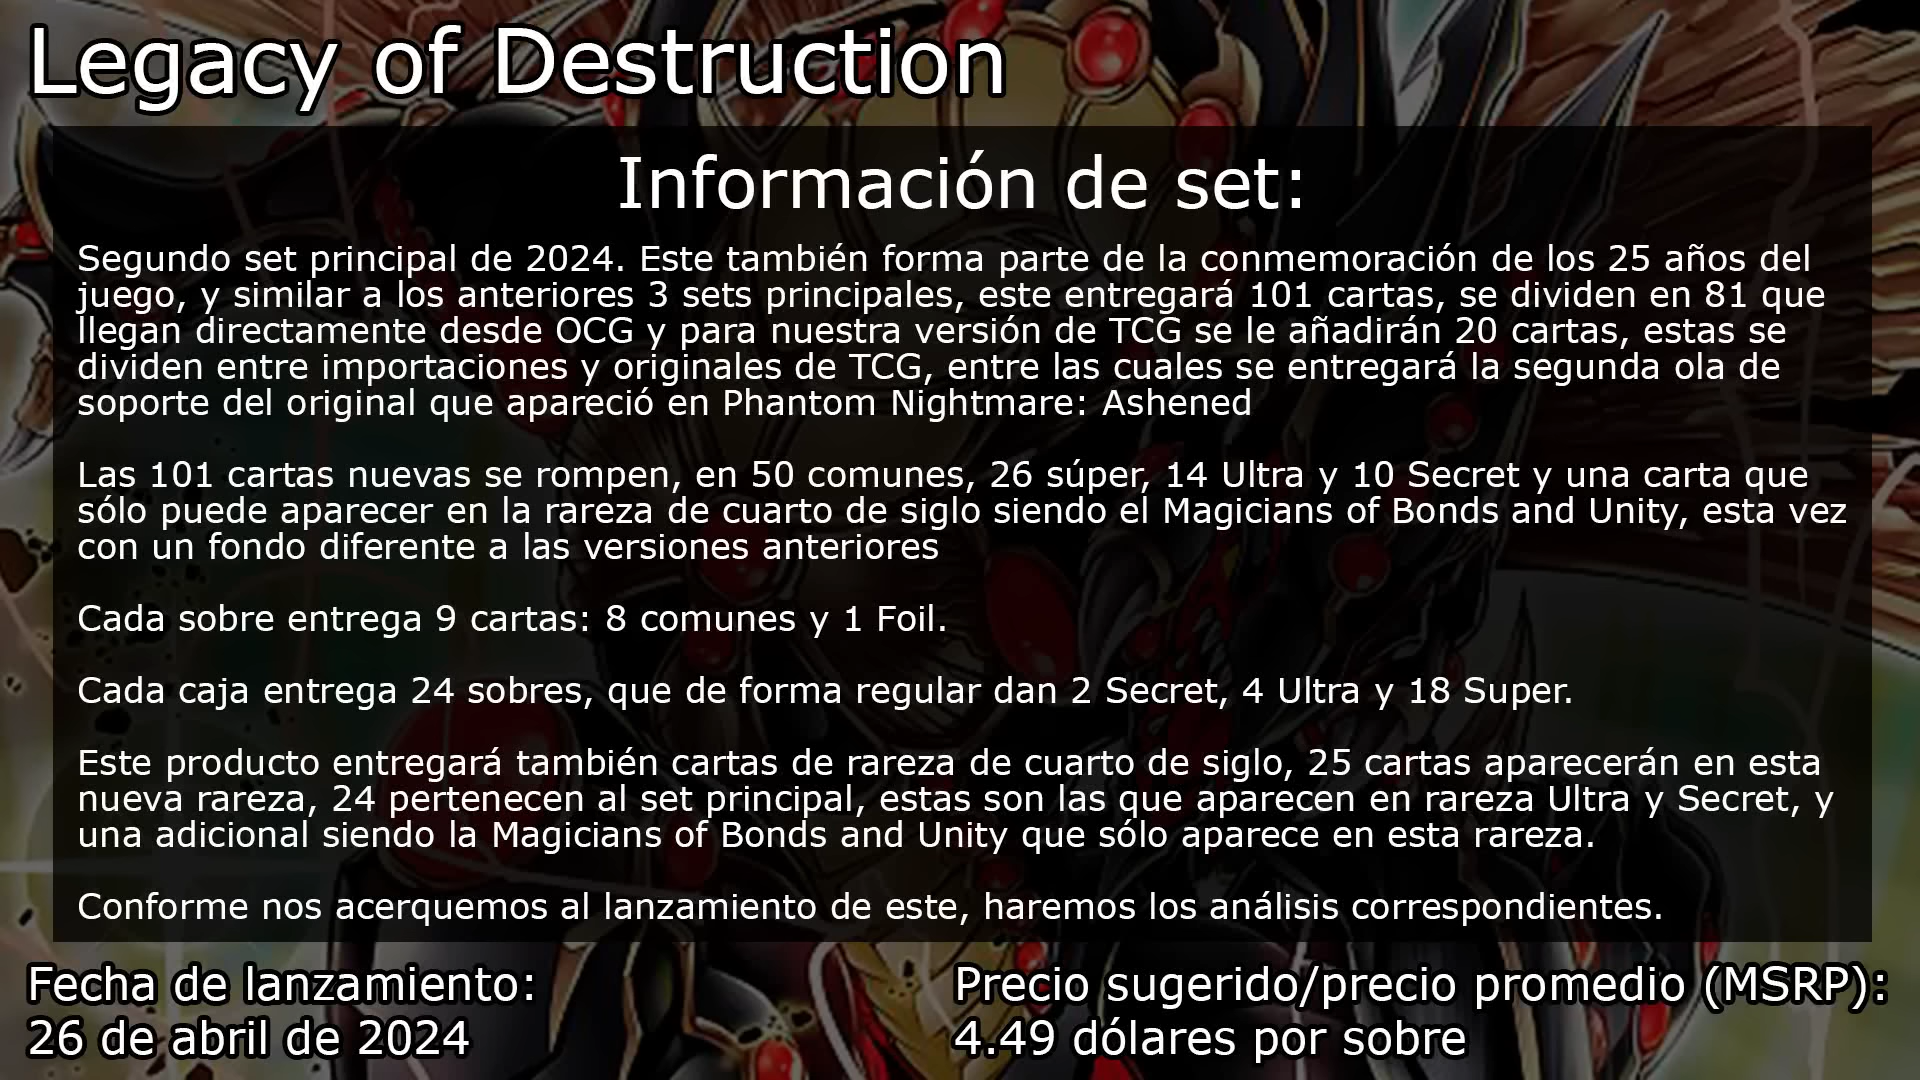 Legacy of Destruction
Información de set:
Segundo set principal de 2024. Este también forma parte de la conmemoración de los 25 años del
juego, y similar a los anteriores 3 sets principales, este entregará 101 cartas, se dividen en 81 que
llegan directamente desde OCG y para nuestra versión de TCG se le añadirán 20 cartas, estas se
dividen entre importaciones y originales de TCG, entre las cuales se entregará la segunda ola de
soporte del original que apareció en Phantom Nightmare: Ashened
Las 101 cartas nuevas se rompen, en 50 comunes, 26 súper, 14 Ultra y 10 Secret y una carta que
sólo puede aparecer en la rareza de cuarto de siglo siendo el Magicians of Bonds and Unity, esta vez
con un fondo diferente a las versiones anteriores
Cada sobre entrega 9 cartas: 8 comunes y 1 Foil.
Cada caja entrega 24 sobres, que de forma regular dan 2 Secret, 4 Ultra y 18 Super.
Este producto entregará también cartas de rareza de cuarto de siglo, 25 cartas aparecerán en esta
nueva rareza, 24 pertenecen al set principal, estas son las que aparecen en rareza Ultra y Secret, y
una adicional siendo la Magicians of Bonds and Unity que sólo aparece en esta rareza.
Conforme nos acerquemos al lanzamiento de este, haremos los análisis correspondientes.
Fecha de lanzamiento:
26 de abril de 2024
Precio sugerido/precio promedio (MSRP):
4.49 dólares por sobre